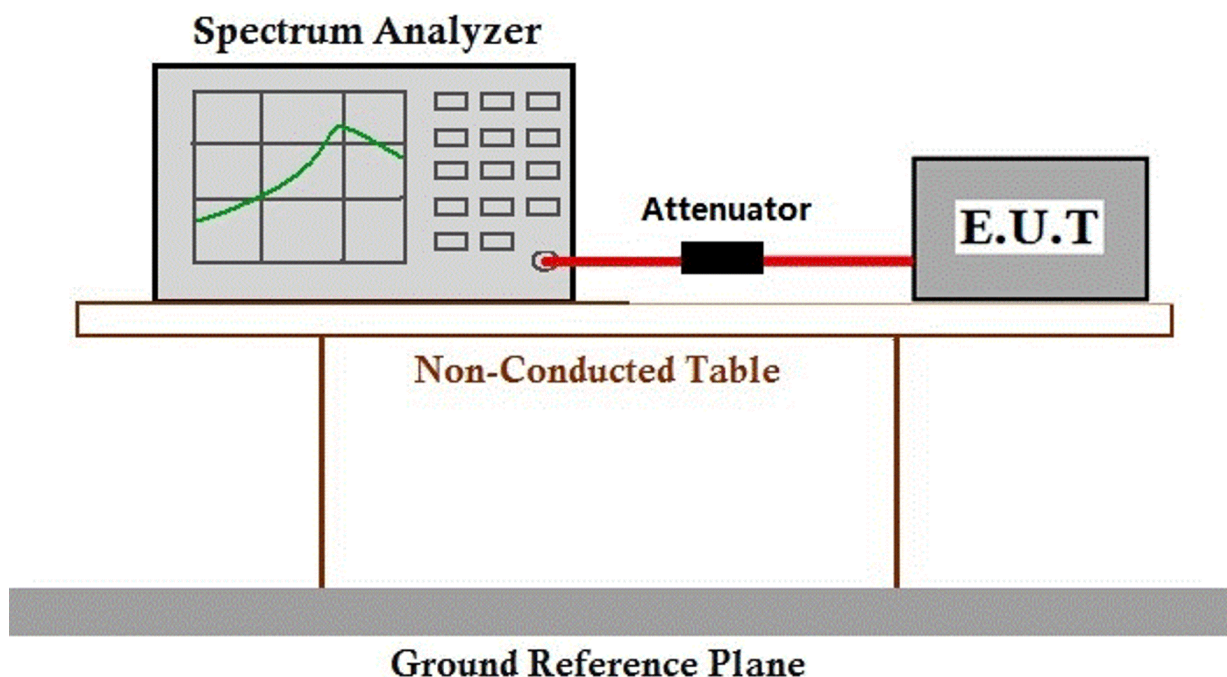 Spectrum Analyzer
Attenuator
E.U.T
Non-Conducted Table
Ground Reference Plane